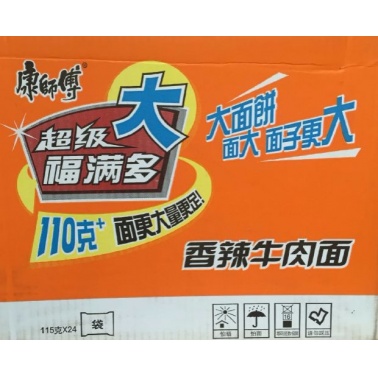 康師傅
超级大
福满多
大面餅
面大 面子更大
110克+ 面更大量更足!
香辣牛肉面
115克X24 袋